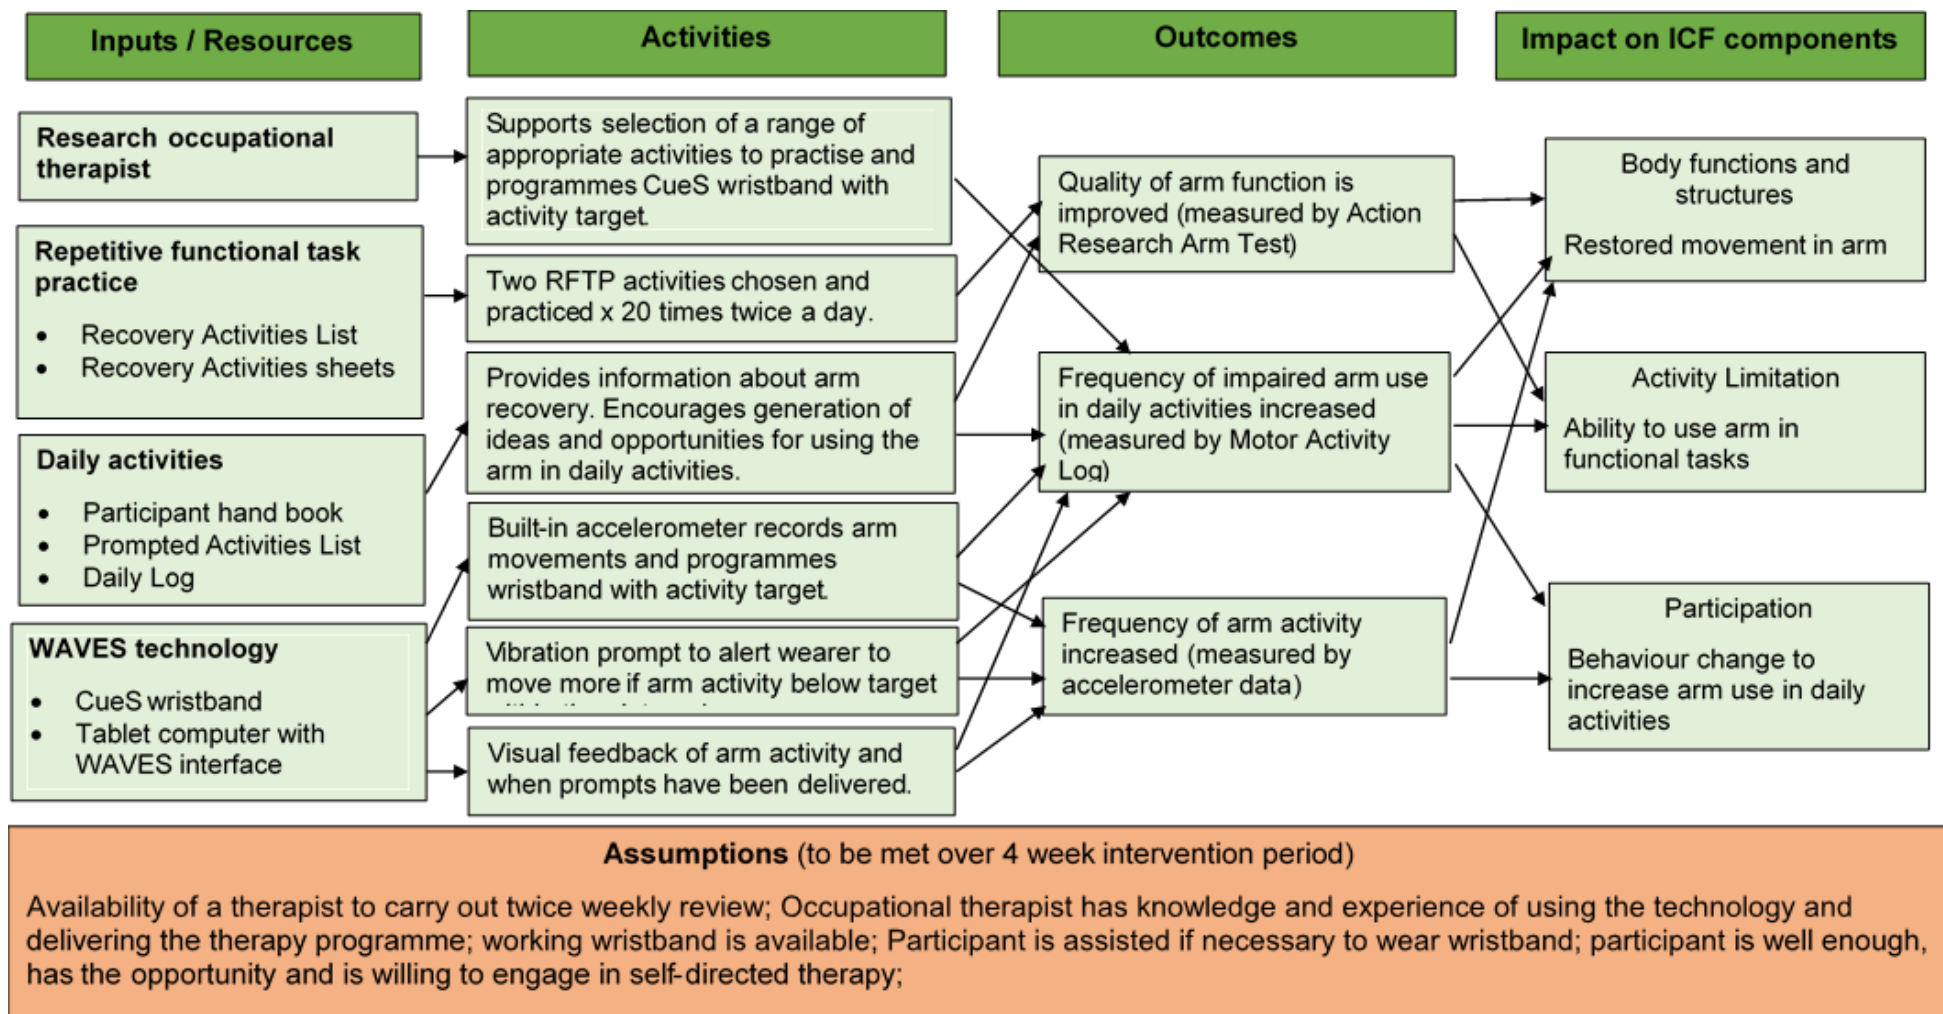 Inputs / Resources
Activities
Outcomes
Impact on ICF components
Research occupational
therapist
Repetitive functional task
practice
• Recovery Activities List
• Recovery Activities sheets
Daily activities
• Participant hand book
• Prompted Activities List
• Daily Log
WAVES technology
• CueS wristband
• Tablet computer with
WAVES interface
Supports selection of a range of
appropriate activities to practise and
programmes CueS wristband with
activity target.
Two RFTP activities chosen and
practiced x 20 times twice a day.
Provides information about arm
recovery. Encourages generation of
ideas and opportunities for using the
arm in daily activities.
Built-in accelerometer records arm
movements and programmes
wristband with activity target.
Vibration prompt to alert wearer to
move more if arm activity below target
Visual feedback of arm activity and
when prompts have been delivered.
Quality of arm function is
improved (measured by Action
Research Arm Test)
Frequency of impaired arm use
in daily activities increased
(measured by Motor Activity
Log)
Frequency of arm activity
increased (measured by
accelerometer data)
Body functions and
structures
Restored movement in arm
Activity Limitation
Ability to use arm in
functional tasks
Participation
Behaviour change to
increase arm use in daily
activities
Assumptions (to be met over 4 week intervention period)
Availability of a therapist to carry out twice weekly review; Occupational therapist has knowledge and experience of using the technology and
delivering the therapy programme; working wristband is available; Participant is assisted if necessary to wear wristband; participant is well enough,
has the opportunity and is willing to engage in self-directed therapy;